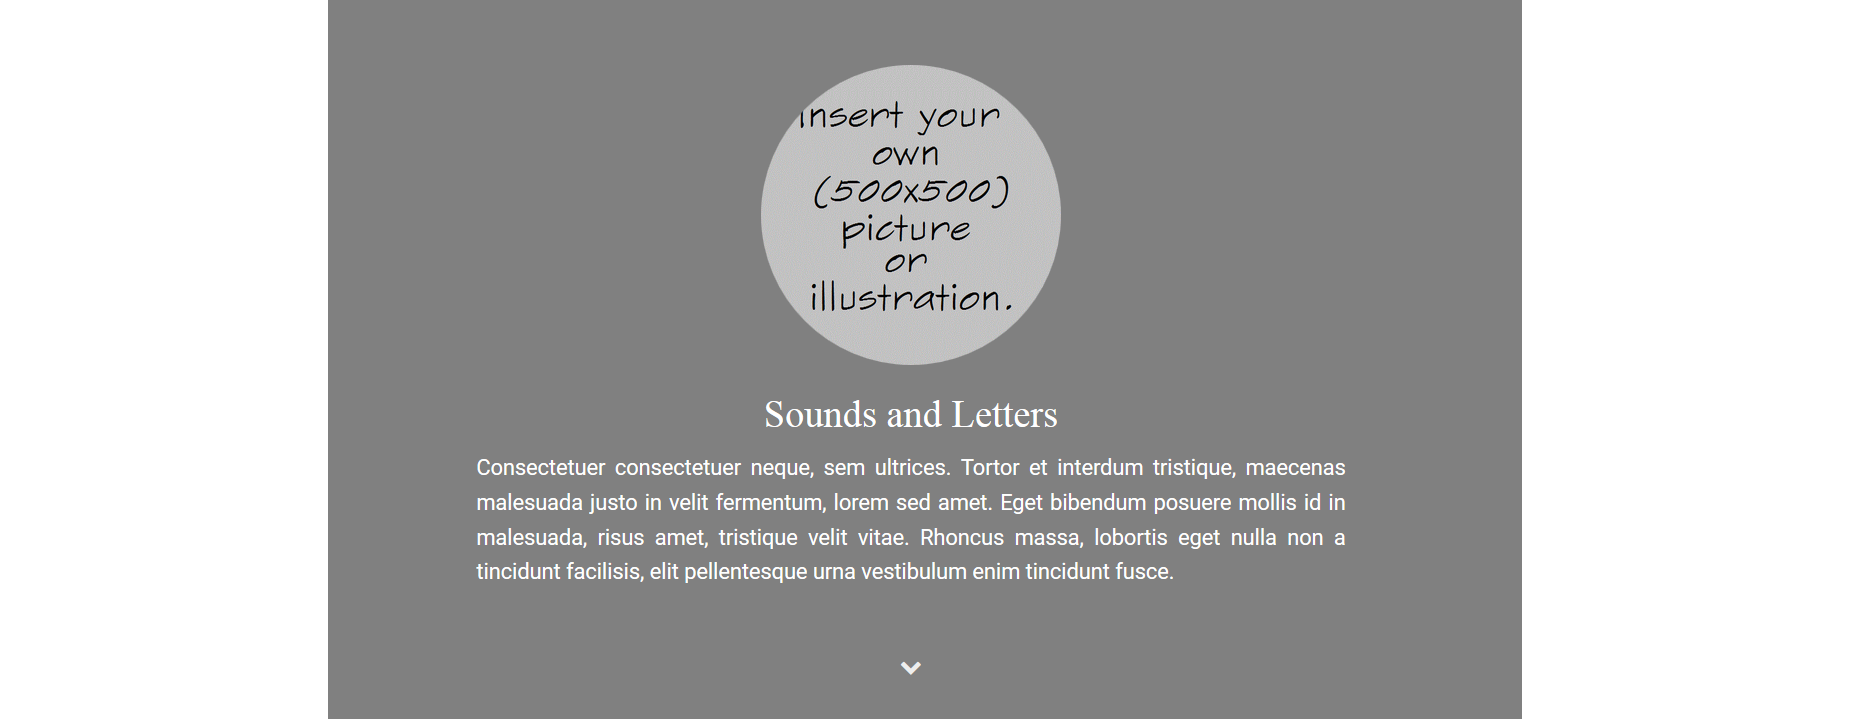 insert your
own
(500x500)
picture
or
illustration.
Sounds and Letters
Consectetuer consectetuer neque, sem ultrices. Tortor et interdum tristique, maecenas
malesuada justo in velit fermentum, lorem sed amet. Eget bibendum posuere mollis id in
malesuada, risus amet, tristique velit vitae. Rhoncus massa, lobortis eget nulla non a
tincidunt facilisis, elit pellentesque urna vestibulum enim tincidunt fusce.